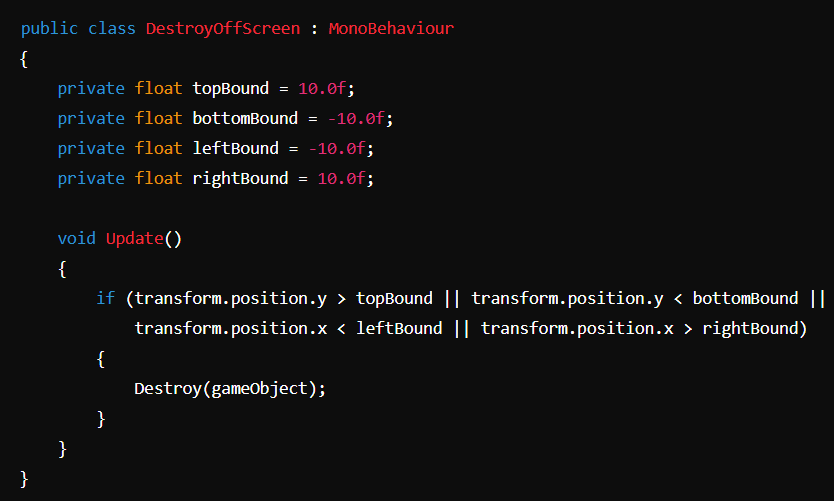 public class DestroyOffScreen : MonoBehaviour
{
    private float topBound = 10.0f;
    private float bottomBound = -10.0f;
    private float leftBound = -10.0f;
    private float rightBound = 10.0f;

    void Update()
    {
        if (transform.position.y > topBound || transform.position.y < bottomBound ||
            transform.position.x < leftBound || transform.position.x > rightBound)
        {
            Destroy(gameObject);
        }
    }
}